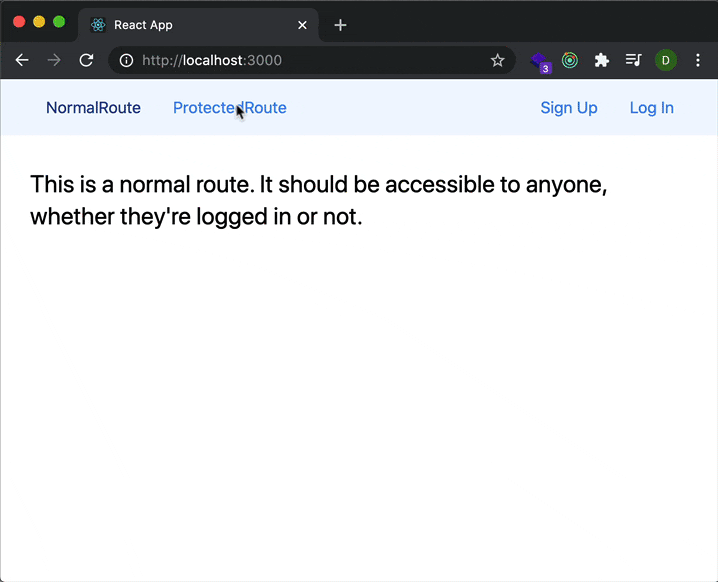 React App
http://localhost:3000
3
D
NormalRoute ProtectedRoute Sign Up Log In
This is a normal route. It should be accessible to anyone,
whether they're logged in or not.